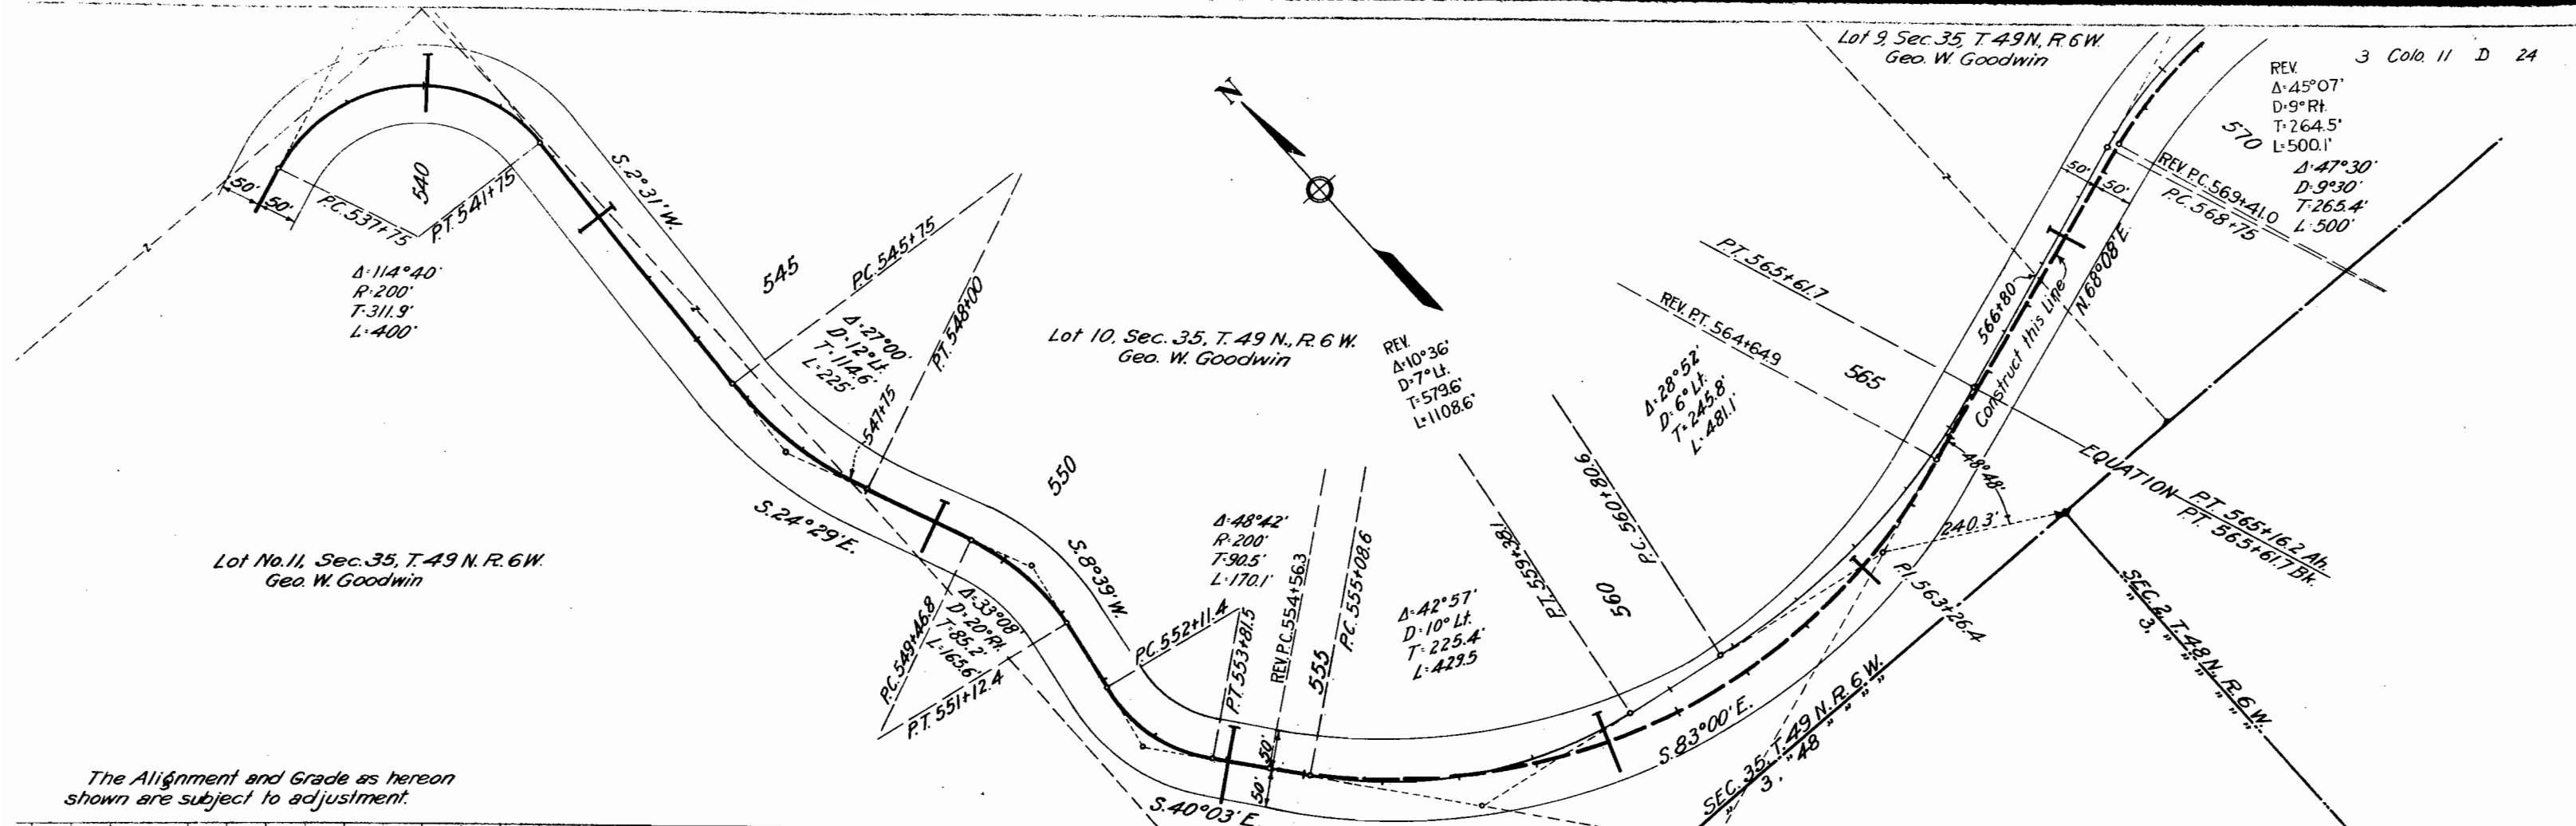 Lot 9, Sec. 35, T. 49 N., R. 6 W.
Geo. W. Goodwin
3 Colo. 11 D 24
REV.
Δ=45°07'
D=9° Rt.
T=264.5'
L=500.1'
570
Δ=47°30'
D=9°30'
T=265.4'
L=500'
REV. P.C. 569+41.0
P.C. 568+75
N
50'
50'
P.C. 537+75
540
P.T. 541+75
Δ=114°40'
R=200'
T=311.9'
L=400'
S. 2°31' W.
545
P.C. 545+75
P.T. 548+00
Δ=27°00'
D=12° Lt.
T=114.6'
L=225'
547+75
Lot 10, Sec. 35, T. 49 N., R. 6 W.
Geo. W. Goodwin
REV.
Δ=10°36'
D=7° Lt.
T=579.6'
L=1108.6'
P.T. 565+61.7
REV. P.T. 564+64.9
565
Δ=28°52'
D=6° Lt.
T=245.8'
L=481.1'
50'
50'
566+80
Construct this Line
N. 68°08' E.
48°48'
240.3'
EQUATION P.T. 565+16.2 Ah.
P.T. 565+61.7 Bk.
P.I. 563+26.4
SEC. 2, T. 48 N., R. 6 W.
" 3, " " " "
SEC. 35, T. 49 N. R. 6 W.
" 3, " 48 " " " "
550
S. 24°29' E.
S. 8°39' W.
Lot No. 11, Sec. 35, T. 49 N. R. 6 W.
Geo. W. Goodwin
Δ=33°08'
D=20° Rt.
T=85.2'
L=165.6'
P.C. 549+46.8
P.T. 551+12.4
Δ=48°42'
R=200'
T=90.5'
L=170.1'
P.C. 552+11.4
P.T. 553+81.5
REV. P.C. 554+56.3
555
P.C. 555+08.6
Δ=42°57'
D=10° Lt.
T=225.4'
L=429.5
P.T. 559+38.1
560
P.C. 560+80.6
50'
50'
S. 40°03' E.
S. 83°00' E.
The Alignment and Grade as hereon
shown are subject to adjustment.